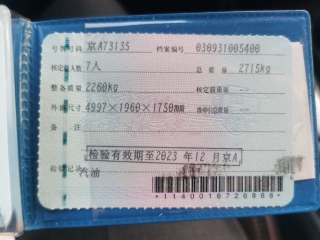 号牌号码 京A73135 档案编号 030931005400
核定载人数 7人 总质量 2715kg
整备质量 2260kg 核定载质量 --
外廓尺寸 4997×1960×1750mm 准牵引总质量 --
备注
检验有效期至2023年12月京A
检验记录 汽油
*1140016726866*